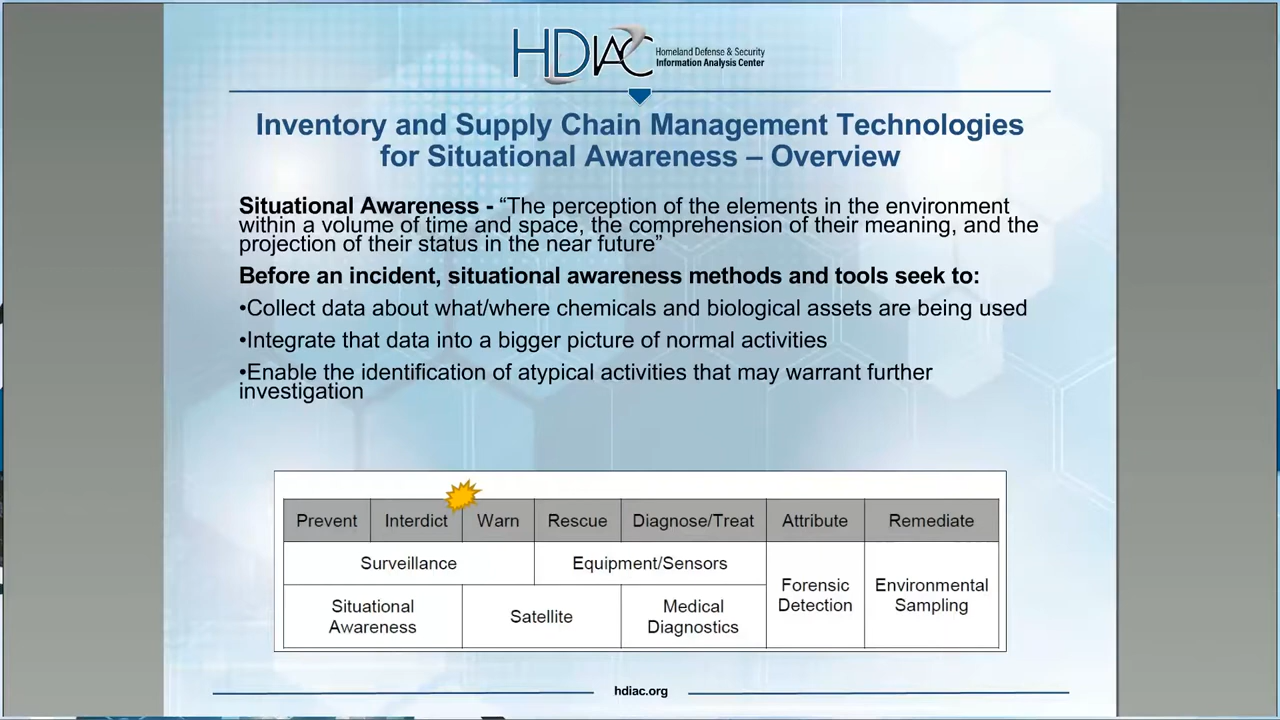 HDIAC Homeland Defense & Security
Information Analysis Center
Inventory and Supply Chain Management Technologies
for Situational Awareness – Overview
Situational Awareness - “The perception of the elements in the environment
within a volume of time and space, the comprehension of their meaning, and the
projection of their status in the near future”
Before an incident, situational awareness methods and tools seek to:
•Collect data about what/where chemicals and biological assets are being used
•Integrate that data into a bigger picture of normal activities
•Enable the identification of atypical activities that may warrant further
investigation
Prevent Interdict Warn Rescue Diagnose/Treat Attribute Remediate
Surveillance Equipment/Sensors
Forensic
Detection
Environmental
Sampling
Situational
Awareness
Satellite
Medical
Diagnostics
hdiac.org